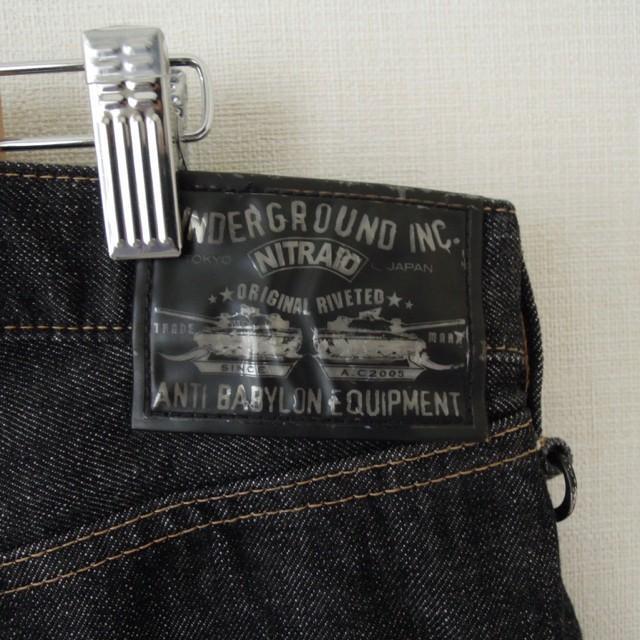 UNDERGROUND INC.
TOKYO NITRAID JAPAN
ORIGINAL RIVETED
TRADE MARK
SINCE A.C2005
ANTI BABYLON EQUIPMENT